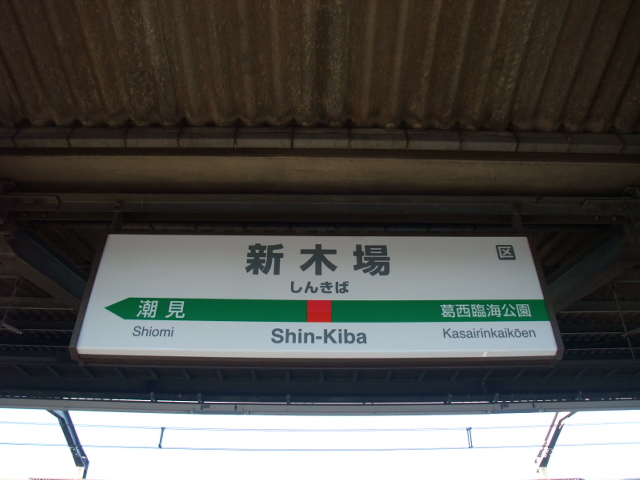 新木場
区
しんきば
潮見
葛西臨海公園
Shiomi
Shin-Kiba
Kasairinkaikōen